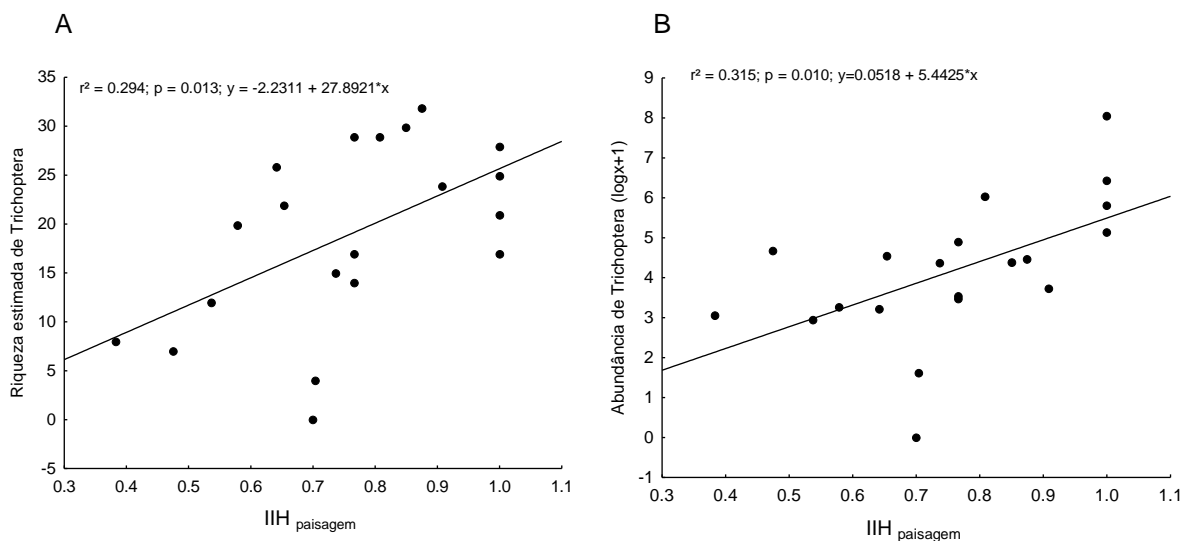 A
r² = 0.294; p = 0.013; y = -2.2311 + 27.8921*x
Riqueza estimada de Trichoptera
35
30
25
20
15
10
5
0
-5
0.3 0.4 0.5 0.6 0.7 0.8 0.9 1.0 1.1
IIH paisagem
B
r² = 0.315; p = 0.010; y=0.0518 + 5.4425*x
Abundância de Trichoptera (logx+1)
9
8
7
6
5
4
3
2
1
0
-1
0.3 0.4 0.5 0.6 0.7 0.8 0.9 1.0 1.1
IIH paisagem